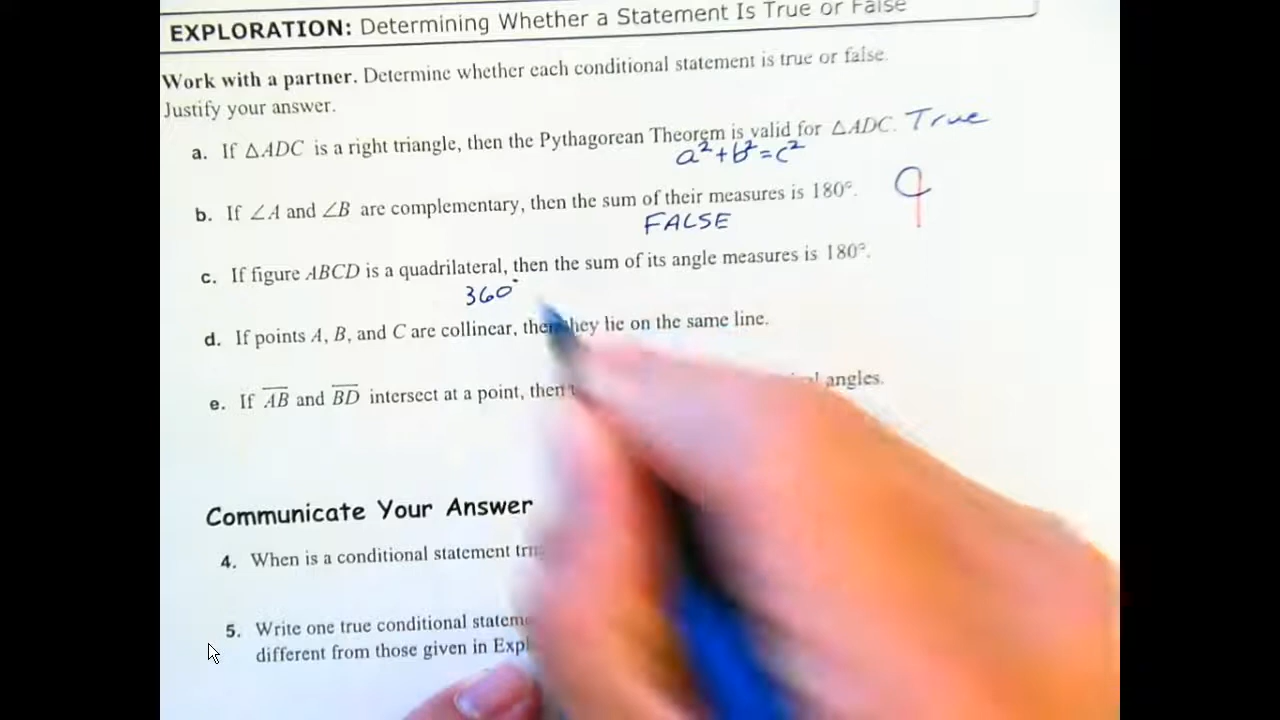 EXPLORATION: Determining Whether a Statement Is True or False
Work with a partner. Determine whether each conditional statement is true or false.
Justify your answer.
a. If △ADC is a right triangle, then the Pythagorean Theorem is valid for △ADC. True
a² + b² = c²
b. If ∠A and ∠B are complementary, then the sum of their measures is 180°.
FALSE
c. If figure ABCD is a quadrilateral, then the sum of its angle measures is 180°.
360°
d. If points A, B, and C are collinear, then they lie on the same line.
e. If A̅B̅ and B̅D̅ intersect at a point, then angles.
Communicate Your Answer
4. When is a conditional statement
5. Write one true conditional
different from those given in